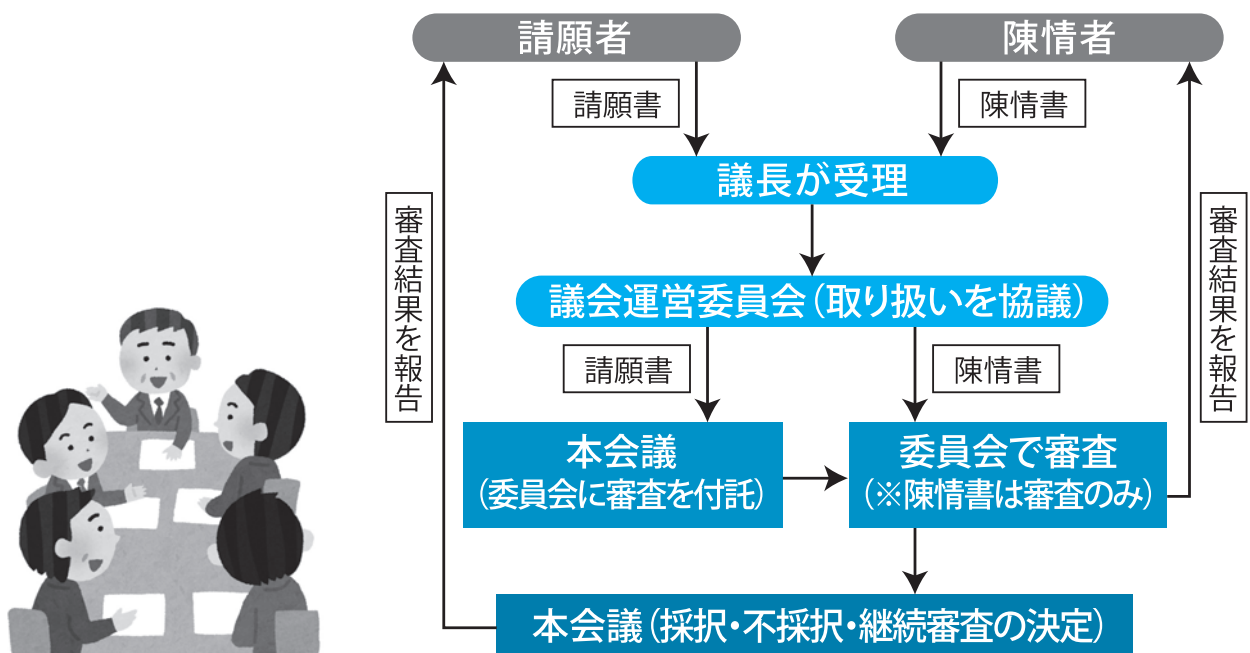 請願者
陳情者
請願書
陳情書
議長が受理
審査結果を報告
審査結果を報告
議会運営委員会（取り扱いを協議）
請願書
陳情書
本会議
（委員会に審査を付託）
委員会で審査
（※陳情書は審査のみ）
本会議（採択・不採択・継続審査の決定）